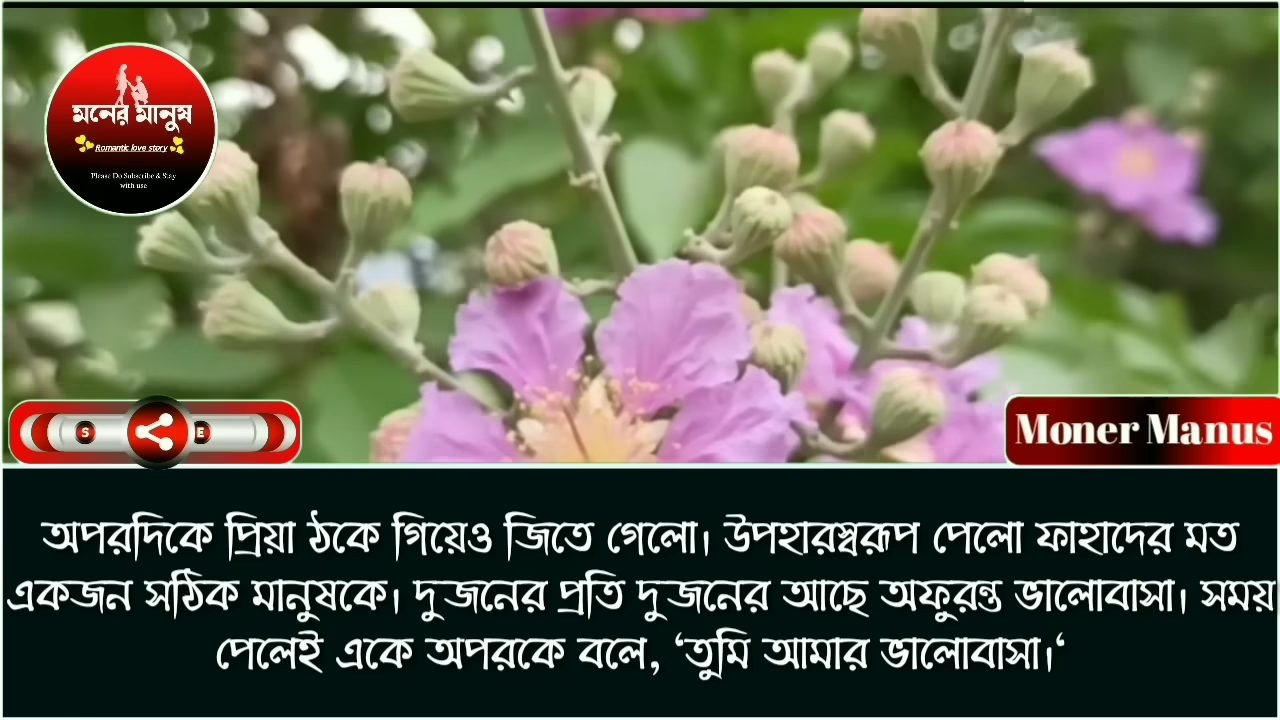 মনের মানুষ
Romantic love story
Please Do Subscribe & Stay
with use
S E
Moner Manus
অপরদিকে প্রিয়া ঠকে গিয়েও জিতে গেলো। উপহারস্বরূপ পেলো ফাহাদের মত
একজন সঠিক মানুষকে। দু'জনের প্রতি দু'জনের আছে অফুরন্ত ভালোবাসা। সময়
পেলেই একে অপরকে বলে, ‘তুমি আমার ভালোবাসা।‘